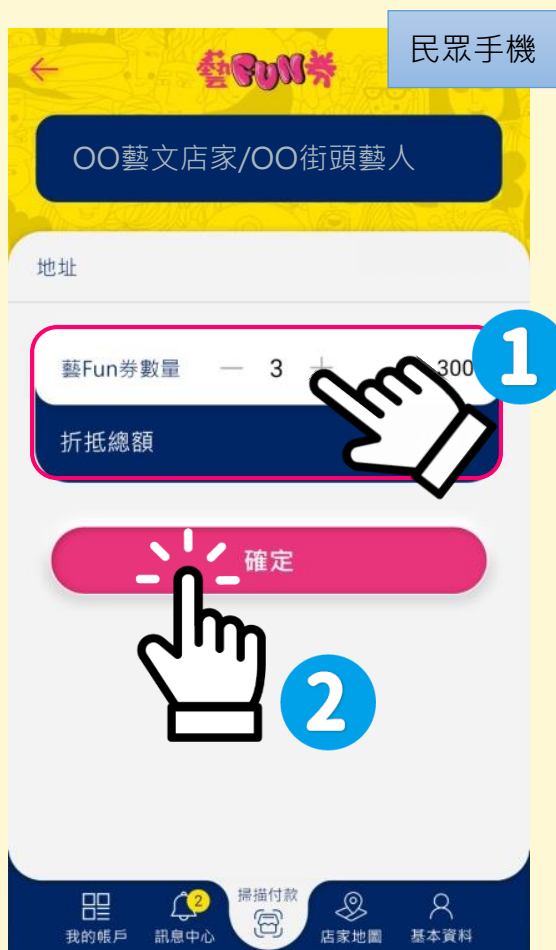 民眾手機
藝FUN券
OO藝文店家/OO街頭藝人
地址
藝Fun券數量 — 3 + 300
1
折抵總額
確定
2
掃描付款
2
我的帳戶 訊息中心 店家地圖 基本資料